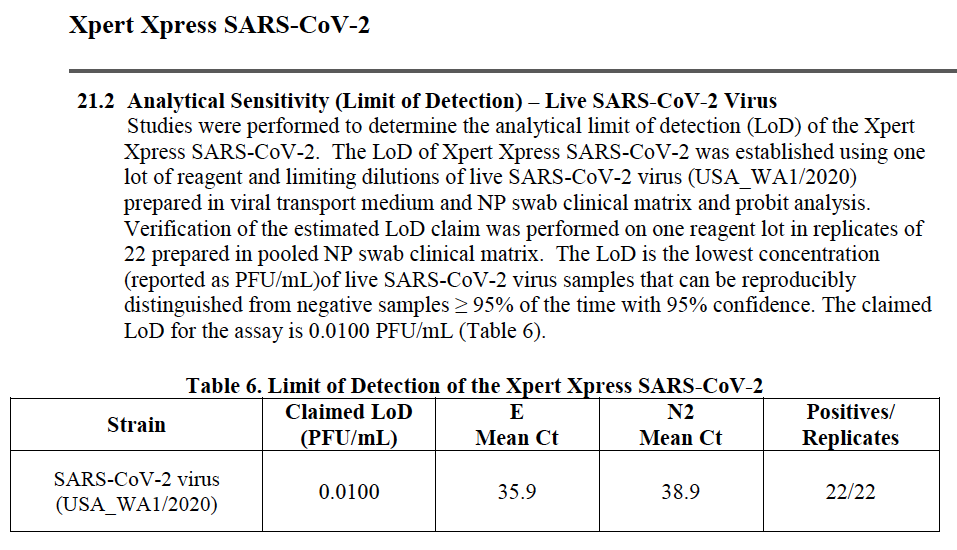 Xpert Xpress SARS-CoV-2
21.2 Analytical Sensitivity (Limit of Detection) – Live SARS-CoV-2 Virus
Studies were performed to determine the analytical limit of detection (LoD) of the Xpert
Xpress SARS-CoV-2. The LoD of Xpert Xpress SARS-CoV-2 was established using one
lot of reagent and limiting dilutions of live SARS-CoV-2 virus (USA_WA1/2020)
prepared in viral transport medium and NP swab clinical matrix and probit analysis.
Verification of the estimated LoD claim was performed on one reagent lot in replicates of
22 prepared in pooled NP swab clinical matrix. The LoD is the lowest concentration
(reported as PFU/mL)of live SARS-CoV-2 virus samples that can be reproducibly
distinguished from negative samples ≥ 95% of the time with 95% confidence. The claimed
LoD for the assay is 0.0100 PFU/mL (Table 6).
Table 6. Limit of Detection of the Xpert Xpress SARS-CoV-2
Strain
Claimed LoD
(PFU/mL)
E
Mean Ct
N2
Mean Ct
Positives/
Replicates
SARS-CoV-2 virus
(USA_WA1/2020)
0.0100
35.9
38.9
22/22